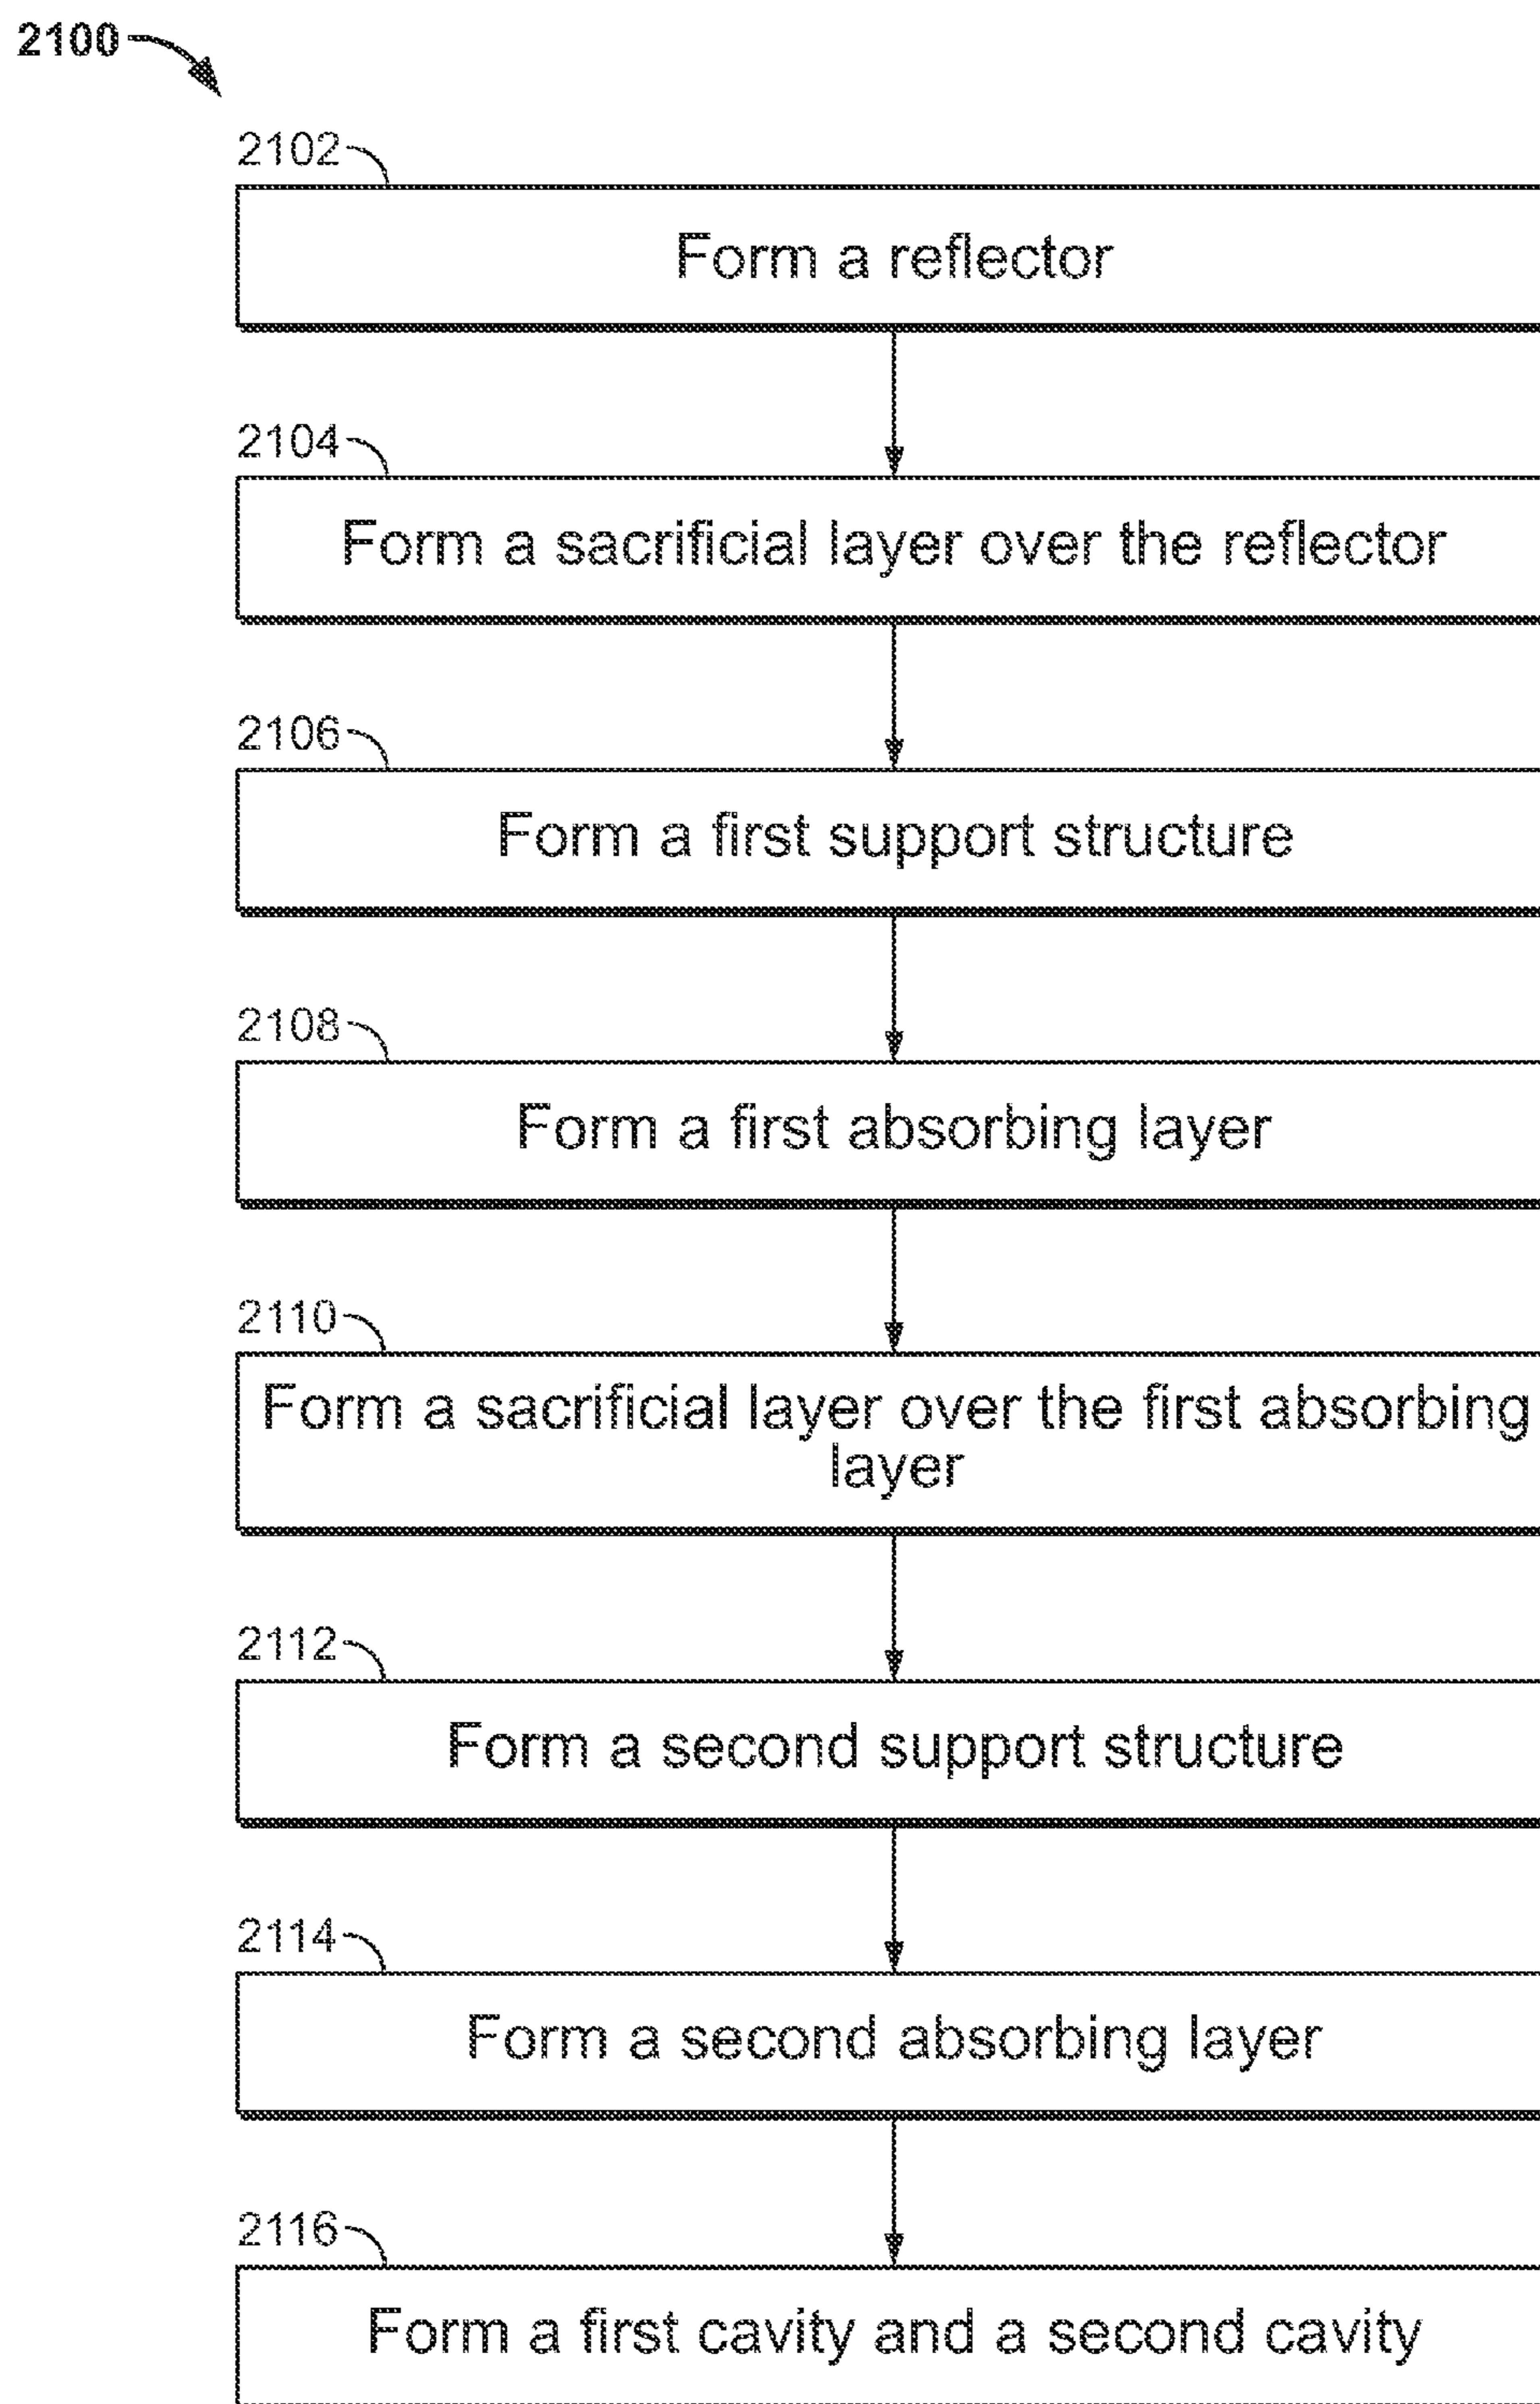 2100
2102
Form a reflector
2104
Form a sacrificial layer over the reflector
2106
Form a first support structure
2108
Form a first absorbing layer
2110
Form a sacrificial layer over the first absorbing
layer
2112
Form a second support structure
2114
Form a second absorbing layer
2116
Form a first cavity and a second cavity